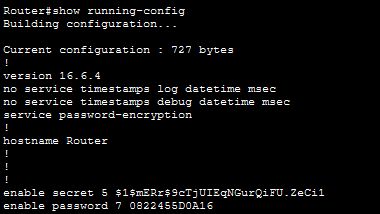 Router#show running-config
Building configuration...
Current configuration : 727 bytes
!
version 16.6.4
no service timestamps log datetime msec
no service timestamps debug datetime msec
service password-encryption
!
hostname Router
!
!
!
enable secret 5 $1$mERr$9cTjUIEqNGurQiFU.ZeCi1
enable password 7 0822455D0A16